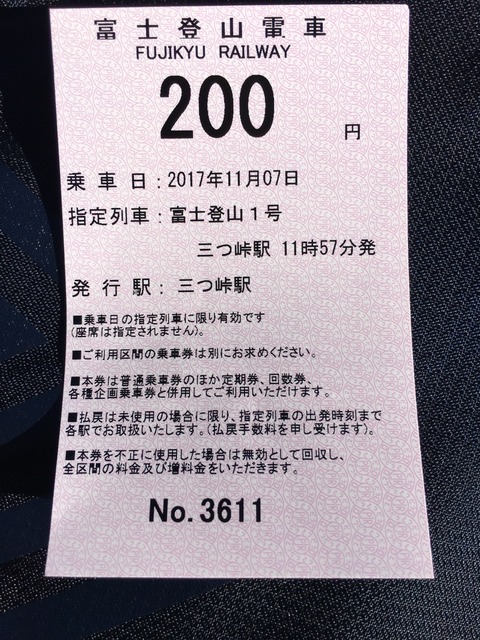 富士登山電車
FUJIKYU RAILWAY
200円
乗車日：2017年11月07日
指定列車：富士登山１号
三つ峠駅 11時57分発
発行駅：三つ峠駅
■乗車日の指定列車に限り有効です
(座席は指定されません)。
■ご利用区間の乗車券は別にお求めください。
■本券は普通乗車券のほか定期券、回数券、
各種企画乗車券と併用してご利用いただけます。
■払戻は未使用の場合に限り、指定列車の出発時刻まで
各駅でお取扱いたします。(払戻手数料を申し受けます)。
■本券を不正に使用した場合は無効として回収し、
全区間の料金及び増料金をいただきます。
No.3611